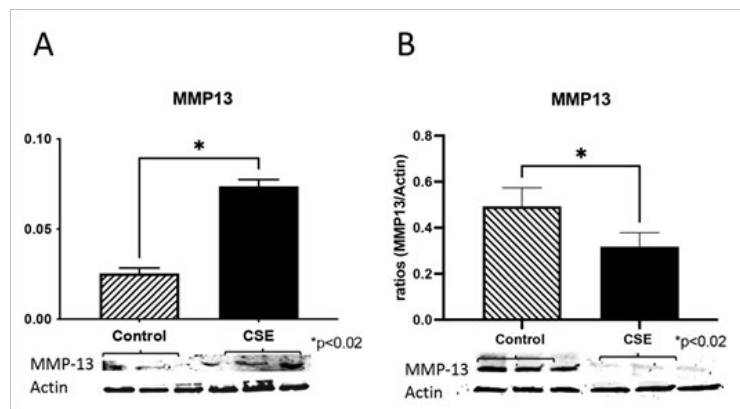 A
MMP13
0.10
*
0.05
0.00
Control CSE *p<0.02
MMP-13
Actin
B
MMP13
ratios (MMP13/Actin)
0.8
*
0.6
0.4
0.2
0.0
Control CSE *p<0.02
MMP-13
Actin